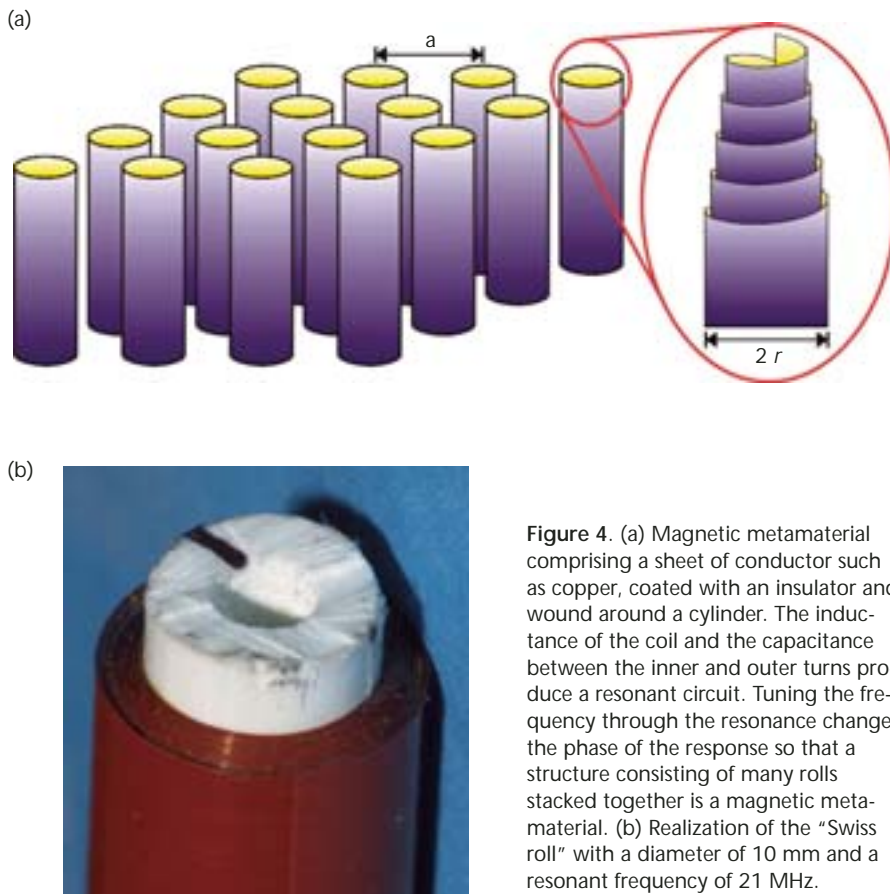 (a)
a
2 r
(b)
Figure 4. (a) Magnetic metamaterial
comprising a sheet of conductor such
as copper, coated with an insulator and
wound around a cylinder. The induc-
tance of the coil and the capacitance
between the inner and outer turns pro-
duce a resonant circuit. Tuning the fre-
quency through the resonance change
the phase of the response so that a
structure consisting of many rolls
stacked together is a magnetic meta-
material. (b) Realization of the “Swiss
roll” with a diameter of 10 mm and a
resonant frequency of 21 MHz.